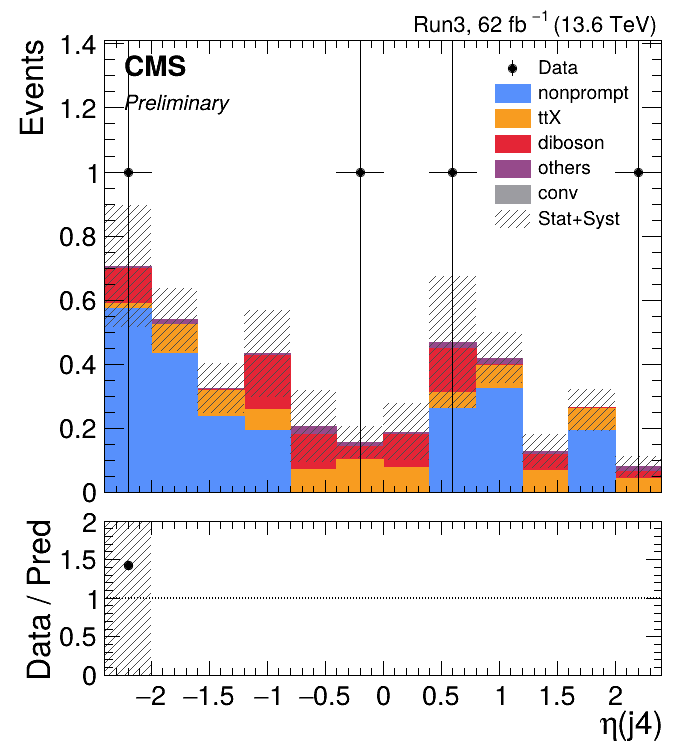 Run3, 62 fb⁻¹ (13.6 TeV)
CMS
Preliminary
Events
1.4
1.2
1
0.8
0.6
0.4
0.2
0
Data
nonprompt
ttX
diboson
others
conv
Stat+Syst
Data / Pred
2
1.5
1
0.5
0
−2 −1.5 −1 −0.5 0 0.5 1 1.5 2
η(j4)